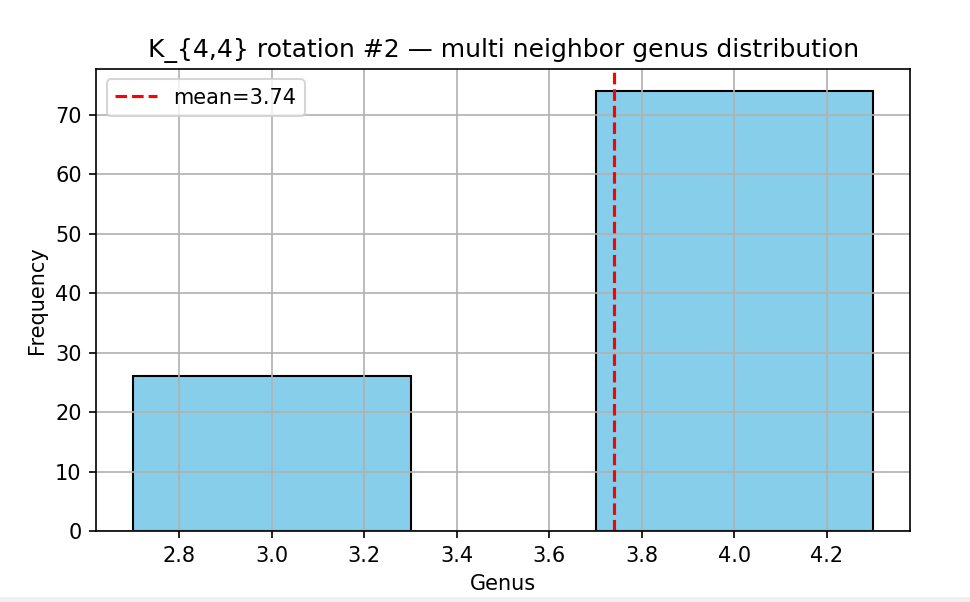 K_{4,4} rotation #2 — multi neighbor genus distribution
mean=3.74
70
60
50
40
30
20
10
0
Frequency
2.8 3.0 3.2 3.4 3.6 3.8 4.0 4.2
Genus